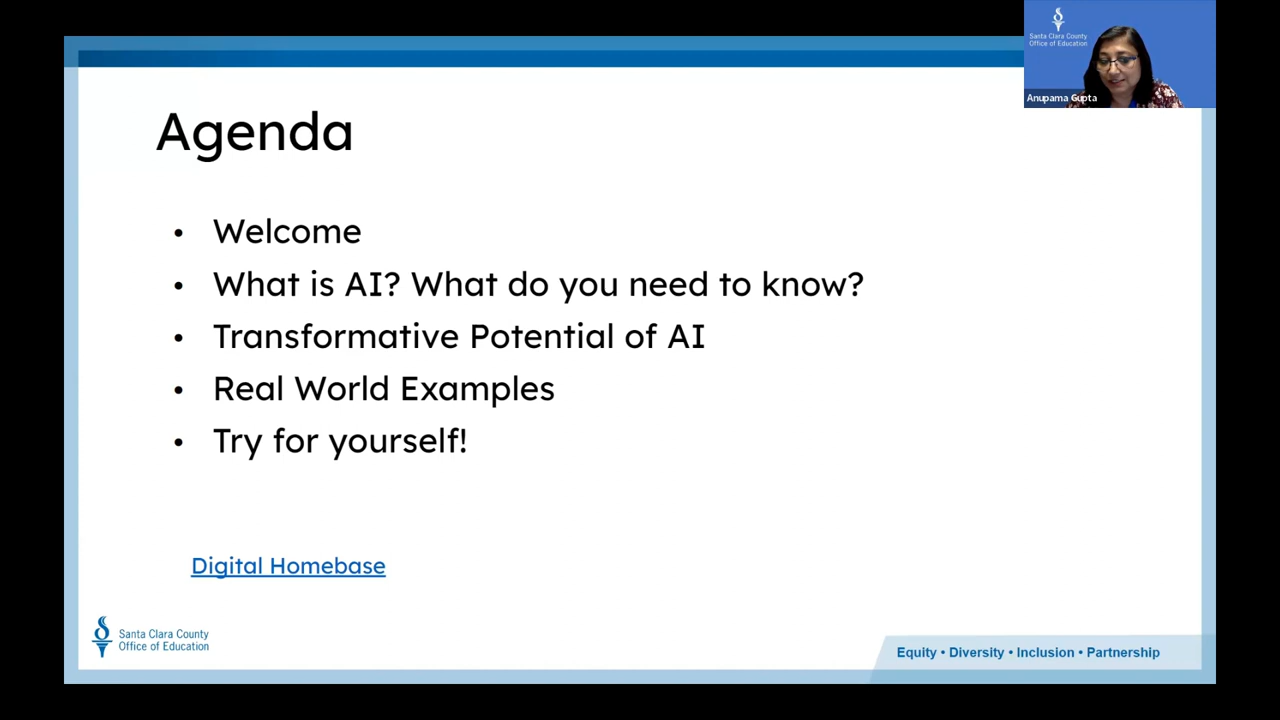 Santa Clara County
Office of Education
Anupama Gupta
Agenda
• Welcome
• What is AI? What do you need to know?
• Transformative Potential of AI
• Real World Examples
• Try for yourself!
Digital Homebase
Santa Clara County
Office of Education
Equity • Diversity • Inclusion • Partnership